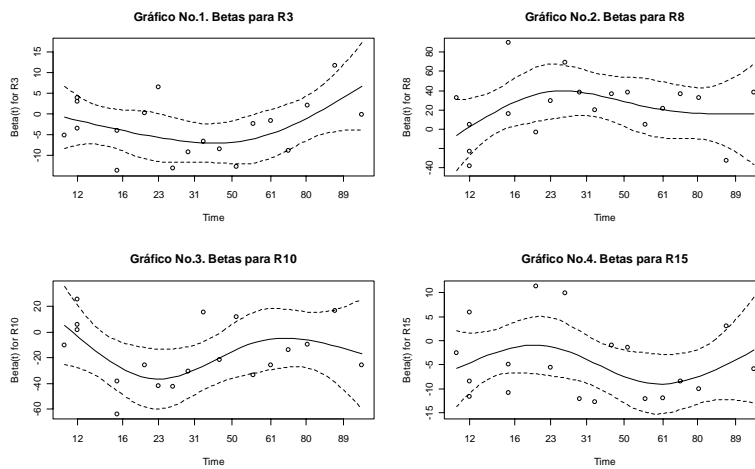 Gráfico No.1. Betas para R3
Beta(t) for R3
15
10
5
0
-5
-10
12 16 23 31 50 61 80 89
Time
Gráfico No.2. Betas para R8
Beta(t) for R8
80
60
40
20
0
-40
12 16 23 31 50 61 80 89
Time
Gráfico No.3. Betas para R10
Beta(t) for R10
20
0
-20
-40
-60
12 16 23 31 50 61 80 89
Time
Gráfico No.4. Betas para R15
Beta(t) for R15
10
5
0
-5
-10
-15
12 16 23 31 50 61 80 89
Time